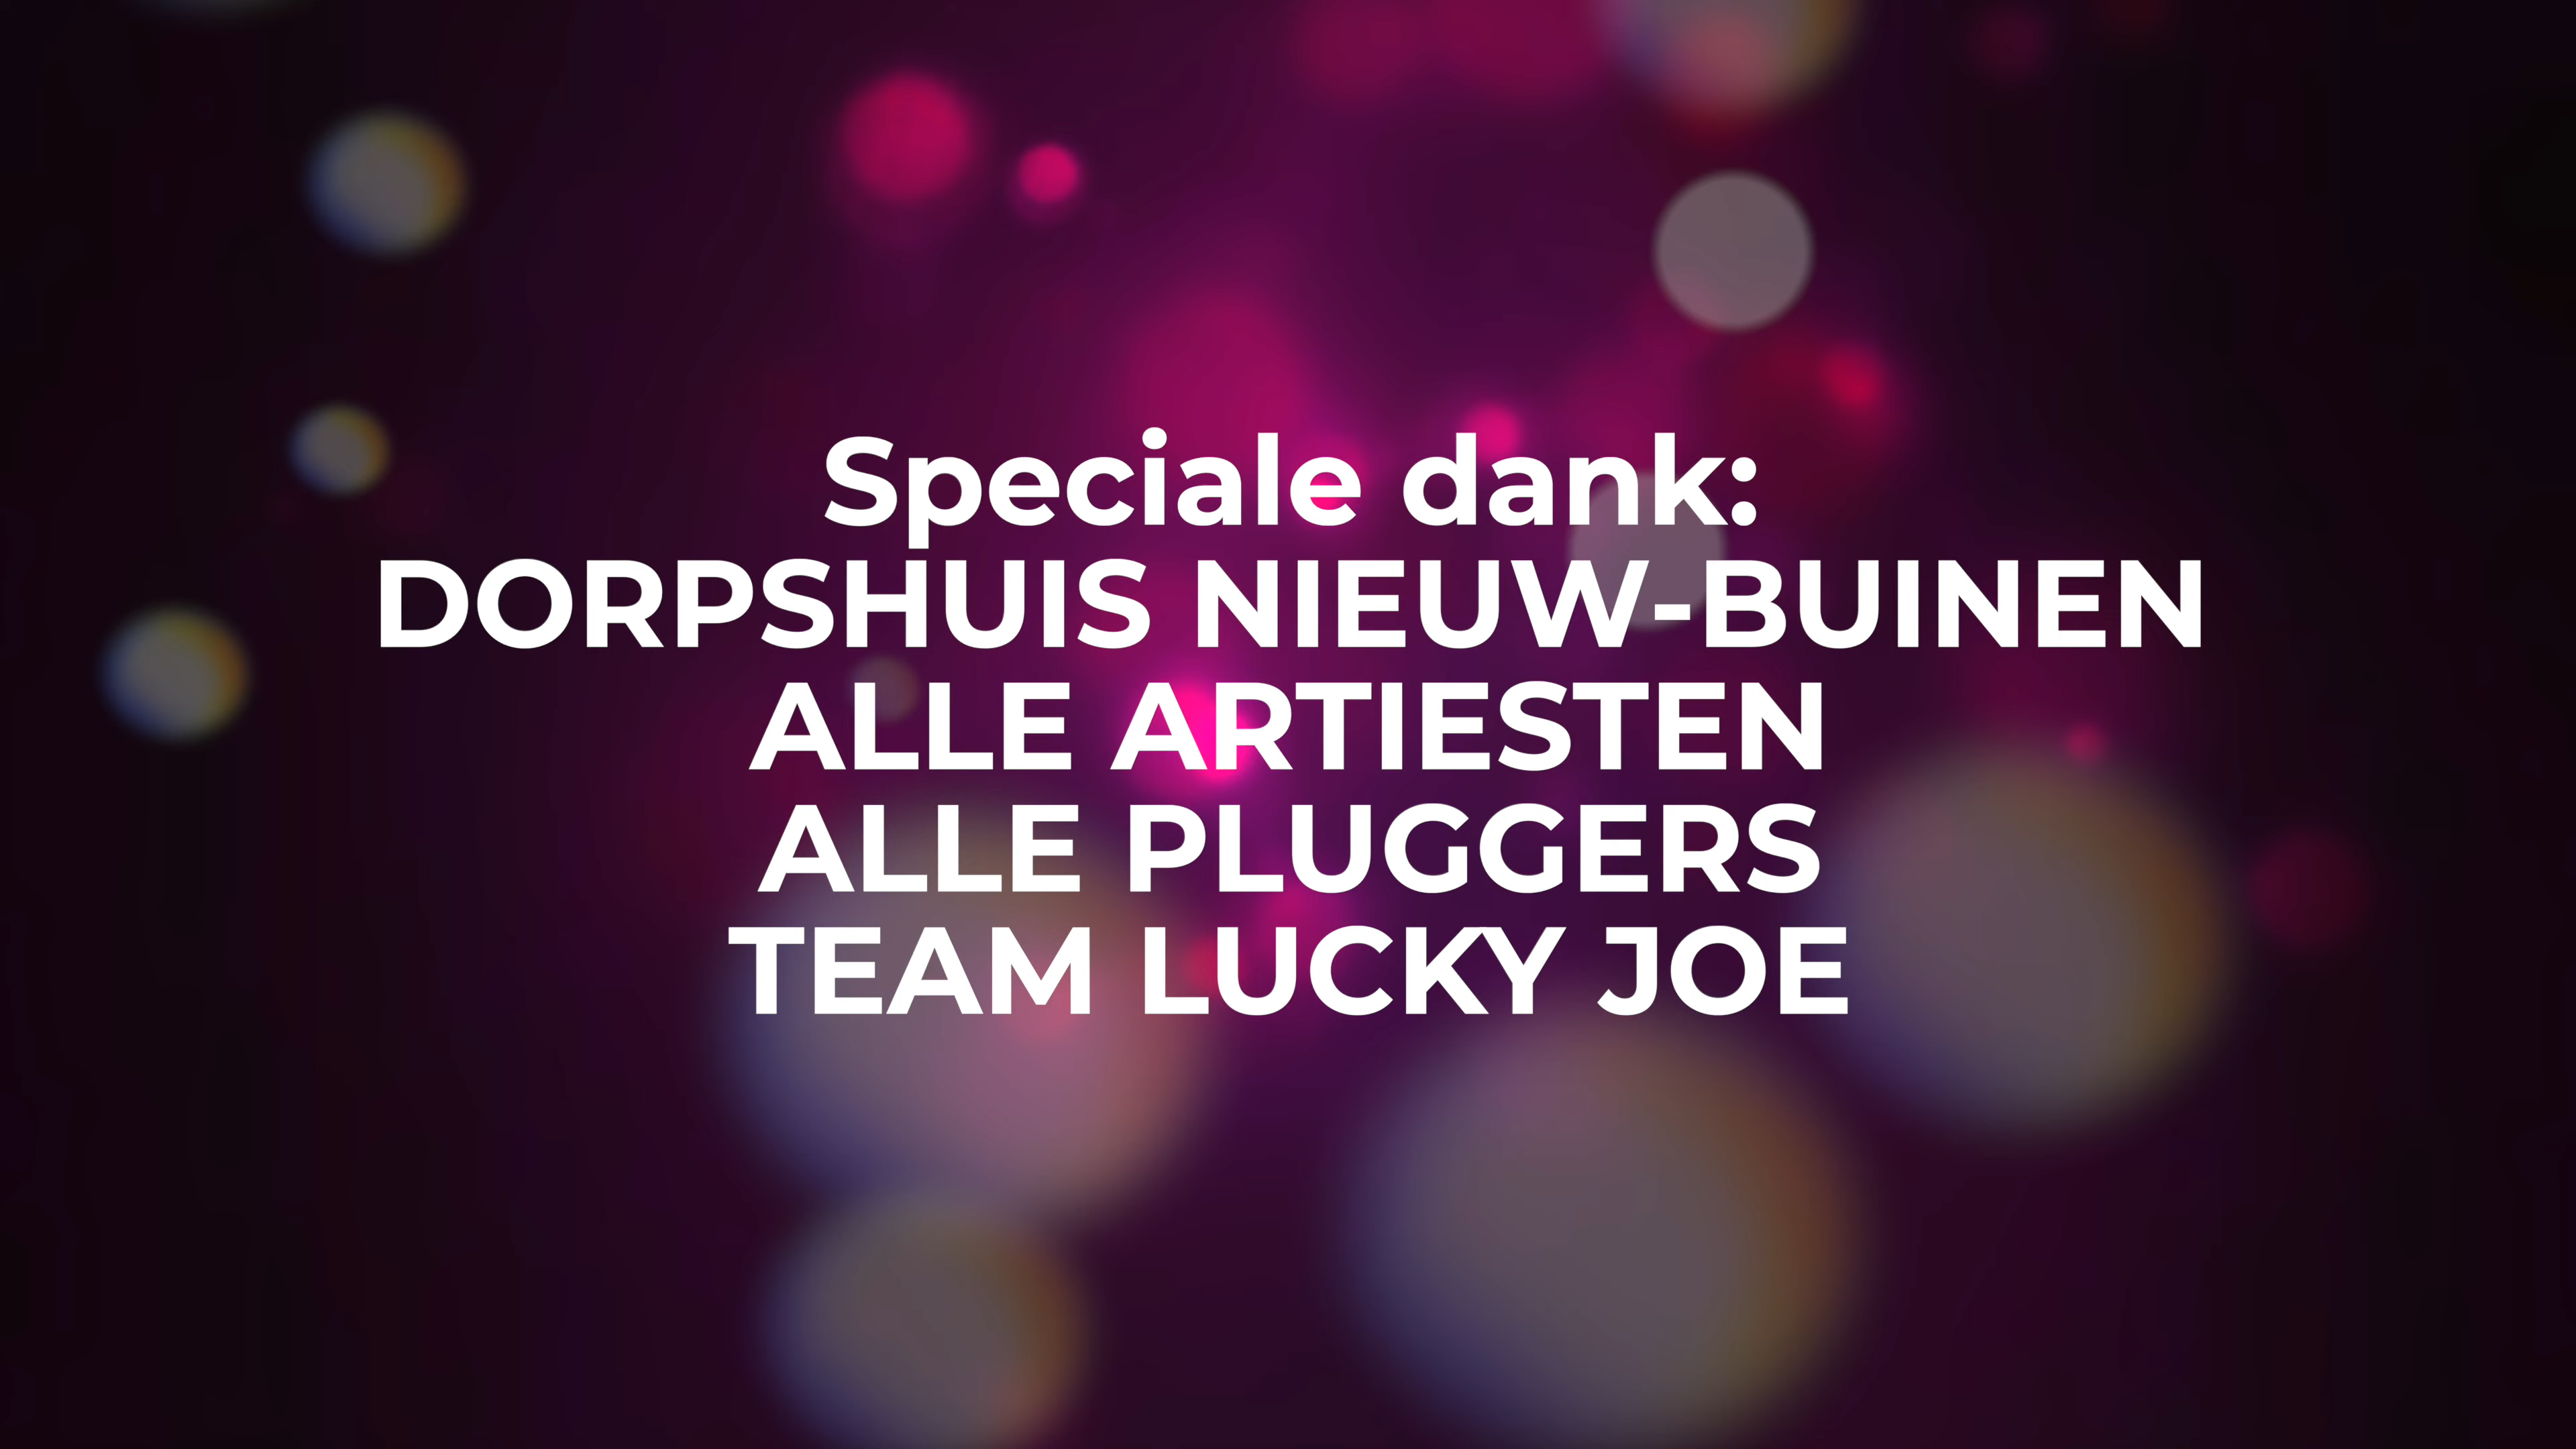 Speciale dank:
DORPSHUIS NIEUW-BUINEN
ALLE ARTIESTEN
ALLE PLUGGERS
TEAM LUCKY JOE